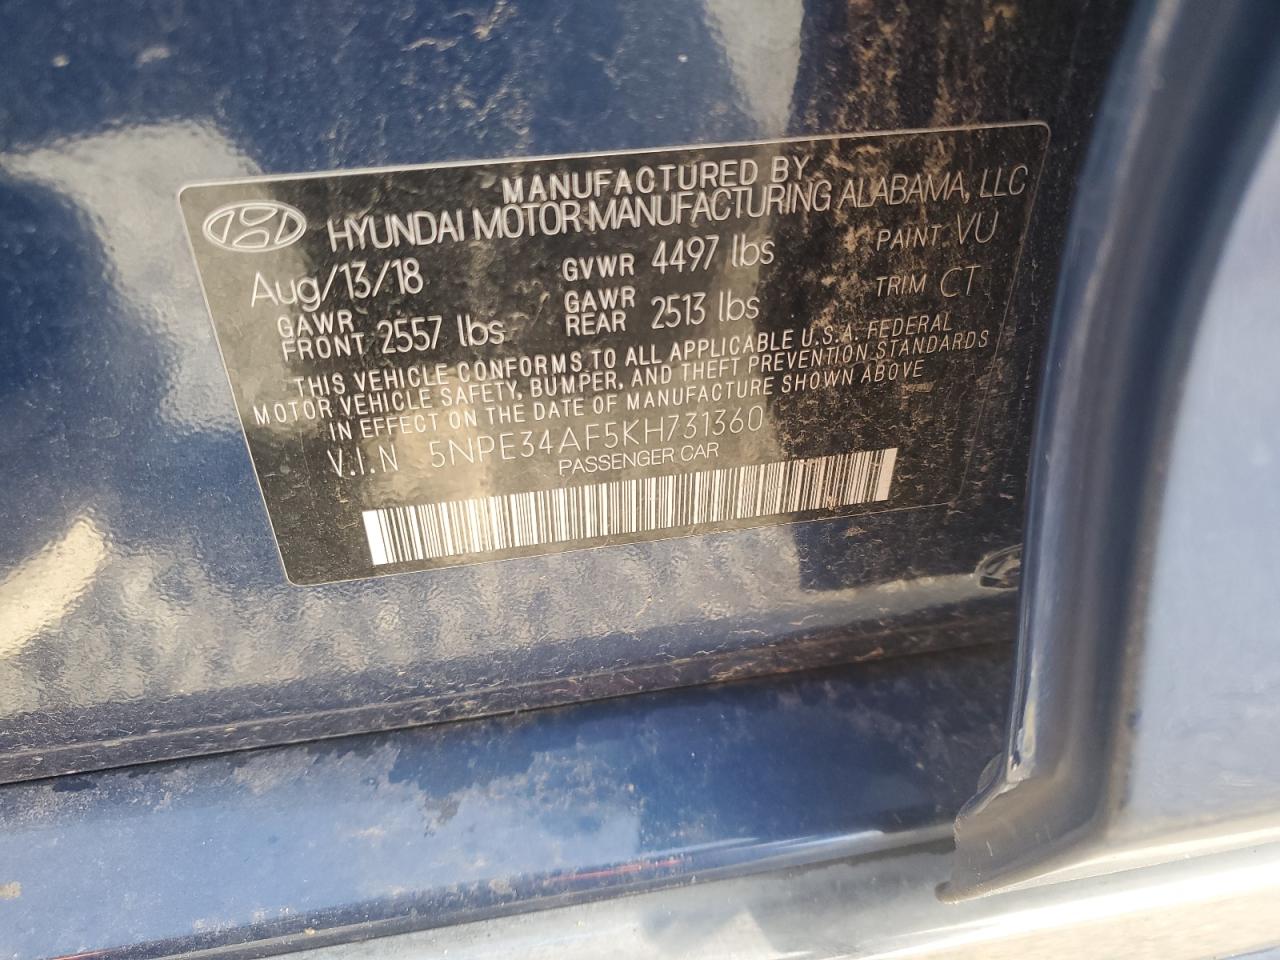 MANUFACTURED BY
HYUNDAI MOTOR MANUFACTURING ALABAMA, LLC
Aug/13/18 GVWR 4497 lbs PAINT VU
GAWR FRONT 2557 lbs GAWR REAR 2513 lbs TRIM CT
THIS VEHICLE CONFORMS TO ALL APPLICABLE U.S.A. FEDERAL
MOTOR VEHICLE SAFETY, BUMPER, AND THEFT PREVENTION STANDARDS
IN EFFECT ON THE DATE OF MANUFACTURE SHOWN ABOVE
V.I.N 5NPE34AF5KH731360
PASSENGER CAR